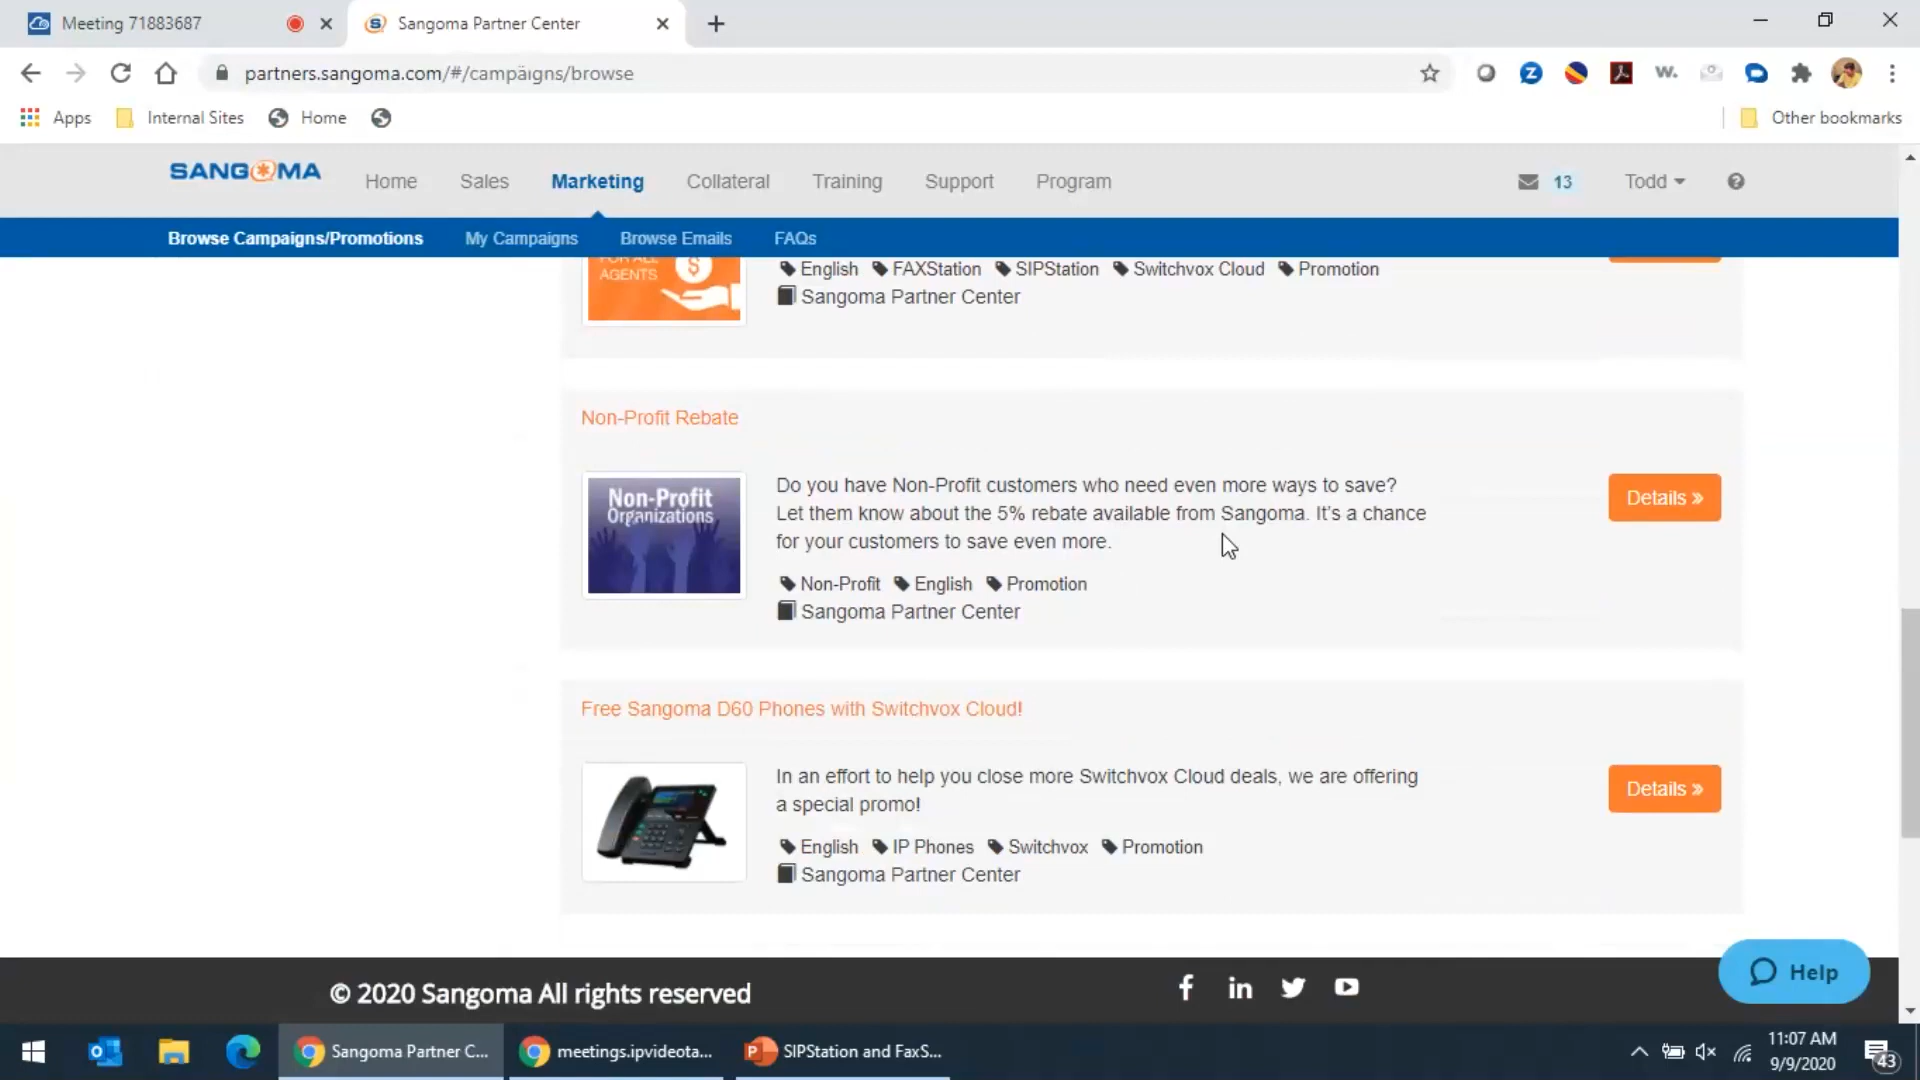 Meeting 71883687
Sangoma Partner Center
partners.sangoma.com/#/campaigns/browse
Apps
Internal Sites
Home
Other bookmarks
SANGOMA
Home
Sales
Marketing
Collateral
Training
Support
Program
13
Todd
Browse Campaigns/Promotions
My Campaigns
Browse Emails
FAQs
FOR ALL
AGENTS
English FAXStation SIPStation Switchvox Cloud Promotion
Sangoma Partner Center
Non-Profit Rebate
Non-Profit
Organizations
Do you have Non-Profit customers who need even more ways to save?
Let them know about the 5% rebate available from Sangoma. It's a chance
for your customers to save even more.
Details »
Non-Profit English Promotion
Sangoma Partner Center
Free Sangoma D60 Phones with Switchvox Cloud!
In an effort to help you close more Switchvox Cloud deals, we are offering
a special promo!
Details »
English IP Phones Switchvox Promotion
Sangoma Partner Center
Help
© 2020 Sangoma All rights reserved
Sangoma Partner C...
meetings.ipvideota...
SIPStation and FaxS...
11:07 AM
9/9/2020
43